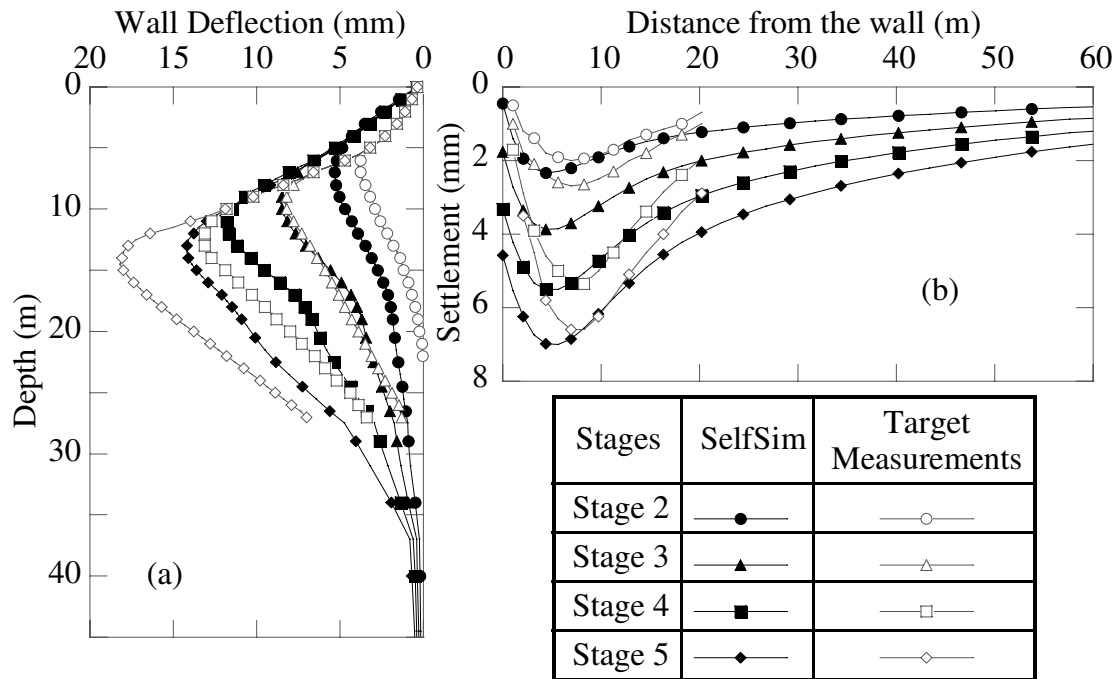 Wall Deflection (mm)
20 15 10 5 0
0
10
20
30
40
Depth (m)
(a)
Distance from the wall (m)
0 10 20 30 40 50 60
0
2
4
6
8
Settlement (mm)
(b)
Stages SelfSim Target Measurements
Stage 2
Stage 3
Stage 4
Stage 5